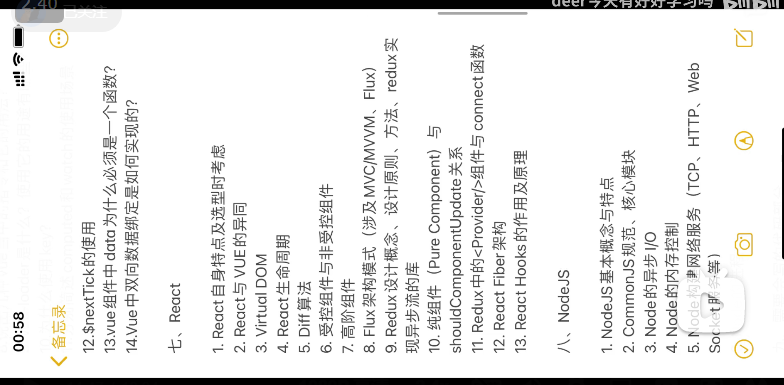 2:40
已关注
deer今天有好好学习吗
00:58
备忘录
12.$nextTick的使用
13.vue组件中data为什么必须是一个函数？
14.Vue中双向数据绑定是如何实现的？
七、React
1. React自身特点及选型时考虑
2. React与VUE的异同
3. Virtual DOM
4. React生命周期
5. Diff算法
6. 受控组件与非受控组件
7. 高阶组件
8. Flux架构模式（涉及MVC/MVVM、Flux）
9. Redux设计概念、设计原则、方法、redux实
现异步流的库
10. 纯组件（Pure Component）与
shouldComponentUpdate关系
11. Redux中的<Provider/>组件与connect函数
12. React Fiber架构
13. React Hooks的作用及原理
八、NodeJS
1. NodeJS基本概念与特点
2. CommonJS规范、核心模块
3. Node的异步I/O
4. Node的内存控制
5. Node构建网络服务（TCP、HTTP、Web
Socket服务等）